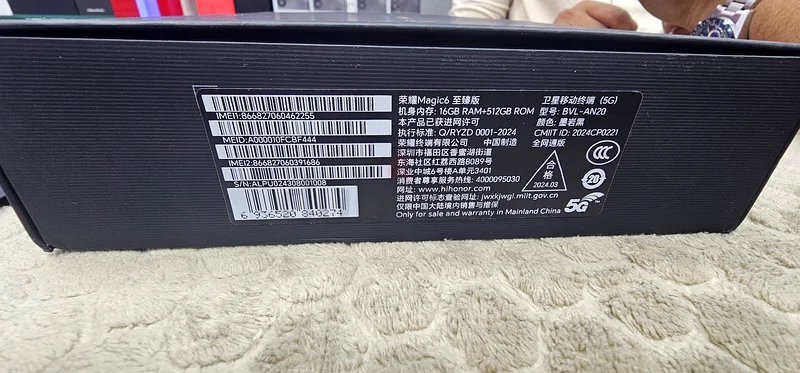 IMEI1:866827060462255
MEID:A000010FCBF444
IMEI2:866827060391686
S/N:ALPU024308001008
6 936520 840274
荣耀Magic6 至臻版
卫星移动终端 (5G)
机身内存: 16GB RAM+512GB ROM
型号: BVL-AN20
本产品已获进网许可
颜色: 墨岩黑
执行标准: Q/RYZD 0001-2024
CMIIT ID: 2024CP0221
荣耀终端有限公司 中国制造
全网通版
深圳市福田区香蜜湖街道
东海社区红荔西路8089号
深业中城6号楼A单元3401
消费者尊享服务热线: 4000095030
网址: www.hihonor.com
进网许可标志查验网址: jwxkjwgl.miit.gov.cn
仅限中国大陆境内销售与维保
Only for sale and warranty in Mainland China
合格
2024.03
CCC
20
5G